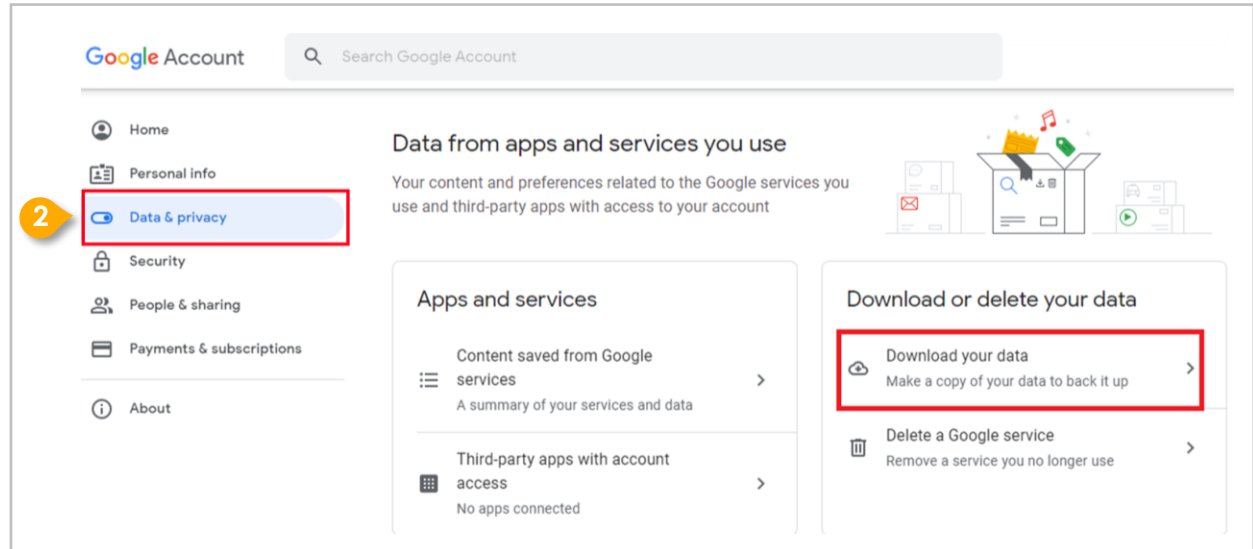 Google Account
Search Google Account
Home
Personal info
2
Data & privacy
Security
People & sharing
Payments & subscriptions
About
Data from apps and services you use
Your content and preferences related to the Google services you
use and third-party apps with access to your account
Apps and services
Content saved from Google
services
A summary of your services and data
Third-party apps with account
access
No apps connected
Download or delete your data
Download your data
Make a copy of your data to back it up
Delete a Google service
Remove a service you no longer use